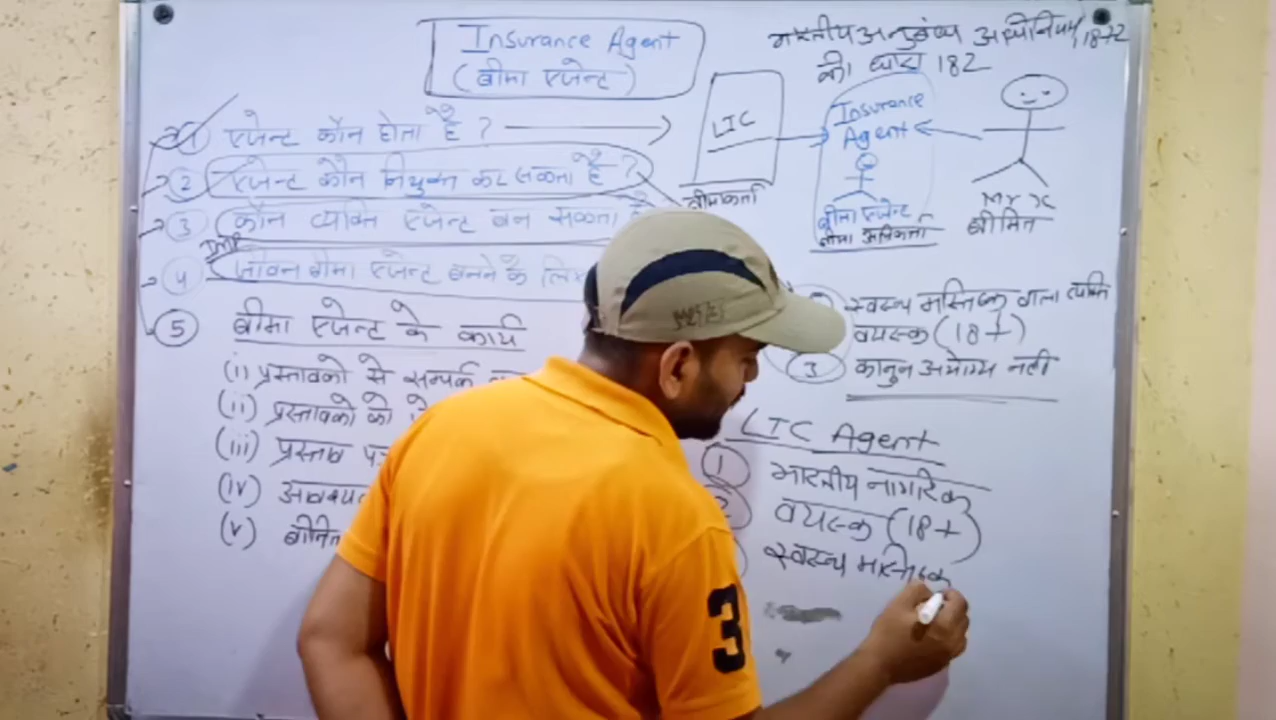 Insurance Agent
(बीमा एजेन्ट)
भारतीय अनुबंध अधिनियम, 1872
की धारा 182
1 एजेन्ट कौन होता है ?
2 एजेन्ट कौन नियुक्त कर सकता है ?
3 कौन व्यक्ति एजेन्ट बन सकता
4 जीवन बीमा एजेन्ट बनने के लिए
5 बीमा एजेन्ट के कार्य
(i) प्रस्तावको से सम्पर्क
(ii) प्रस्तावको को
(iii) प्रस्ताव
(iv)
(v)
LIC
बीमाकर्ता
Insurance
Agent
बीमा एजेन्ट
बीमा अभिकर्ता
Mr X
बीमित
स्वस्थ मस्तिष्क वाला व्यक्ति
वयस्क (18+)
3 कानुन अयोग्य नही
LIC Agent
1 भारतीय नागरिक
2 वयस्क (18+)
स्वस्थ मस्तिष्क
3